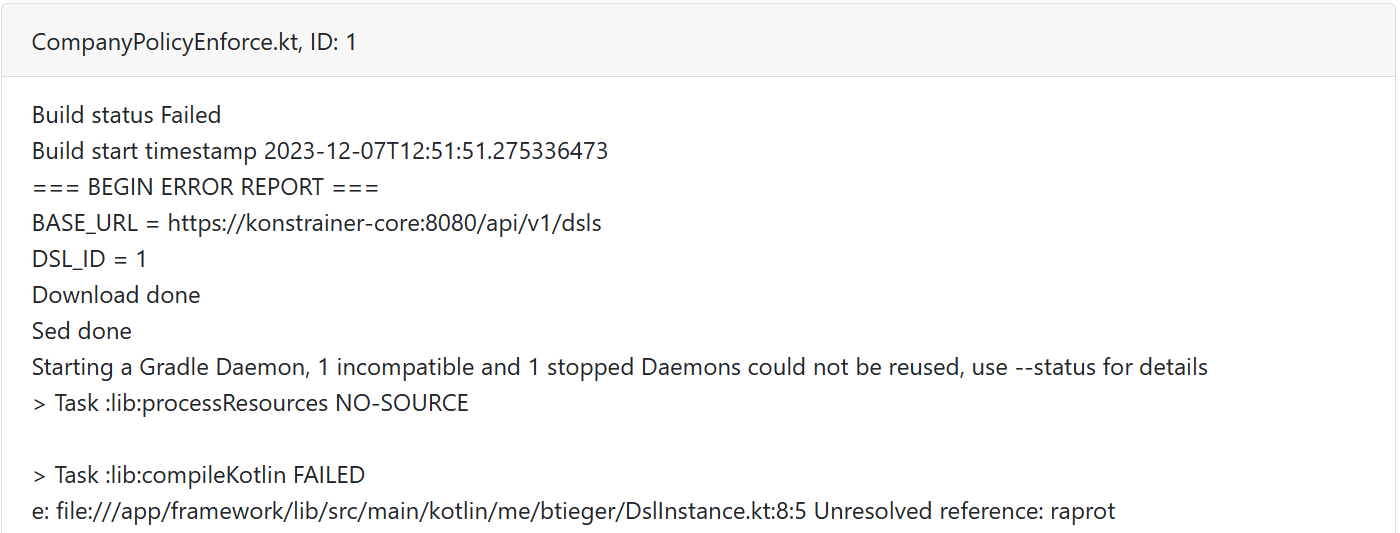 CompanyPolicyEnforce.kt, ID: 1
Build status Failed
Build start timestamp 2023-12-07T12:51:51.275336473
=== BEGIN ERROR REPORT ===
BASE_URL = https://konstrainer-core:8080/api/v1/dsls
DSL_ID = 1
Download done
Sed done
Starting a Gradle Daemon, 1 incompatible and 1 stopped Daemons could not be reused, use --status for details
> Task :lib:processResources NO-SOURCE
> Task :lib:compileKotlin FAILED
e: file:///app/framework/lib/src/main/kotlin/me/btieger/DslInstance.kt:8:5 Unresolved reference: raprot